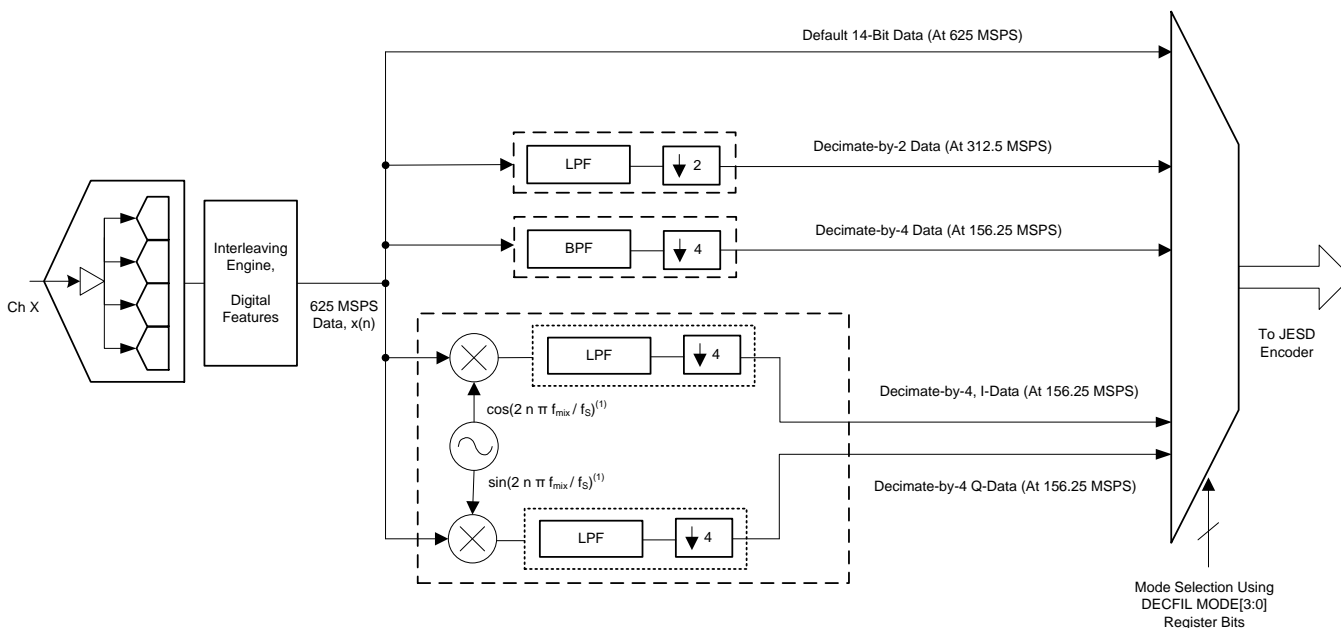 Default 14-Bit Data (At 625 MSPS)
LPF
2
Decimate-by-2 Data (At 312.5 MSPS)
BPF
4
Decimate-by-4 Data (At 156.25 MSPS)
Ch X
Interleaving
Engine,
Digital
Features
625 MSPS
Data, x(n)
LPF
4
cos(2 n π fmix / fS)(1)
Decimate-by-4, I-Data (At 156.25 MSPS)
sin(2 n π fmix / fS)(1)
Decimate-by-4 Q-Data (At 156.25 MSPS)
LPF
4
To JESD
Encoder
Mode Selection Using
DECFIL MODE[3:0]
Register Bits